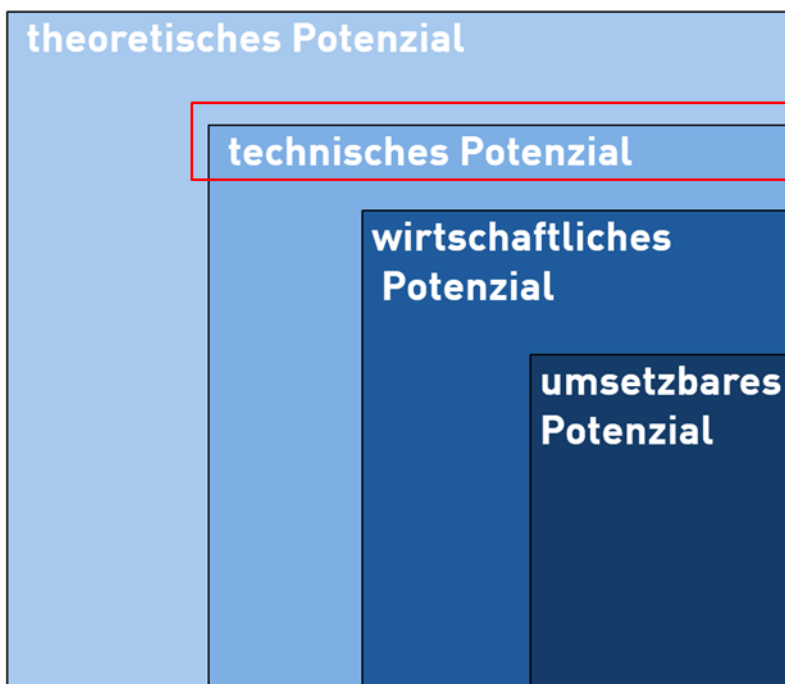 theoretisches Potenzial
technisches Potenzial
wirtschaftliches
Potenzial
umsetzbares
Potenzial